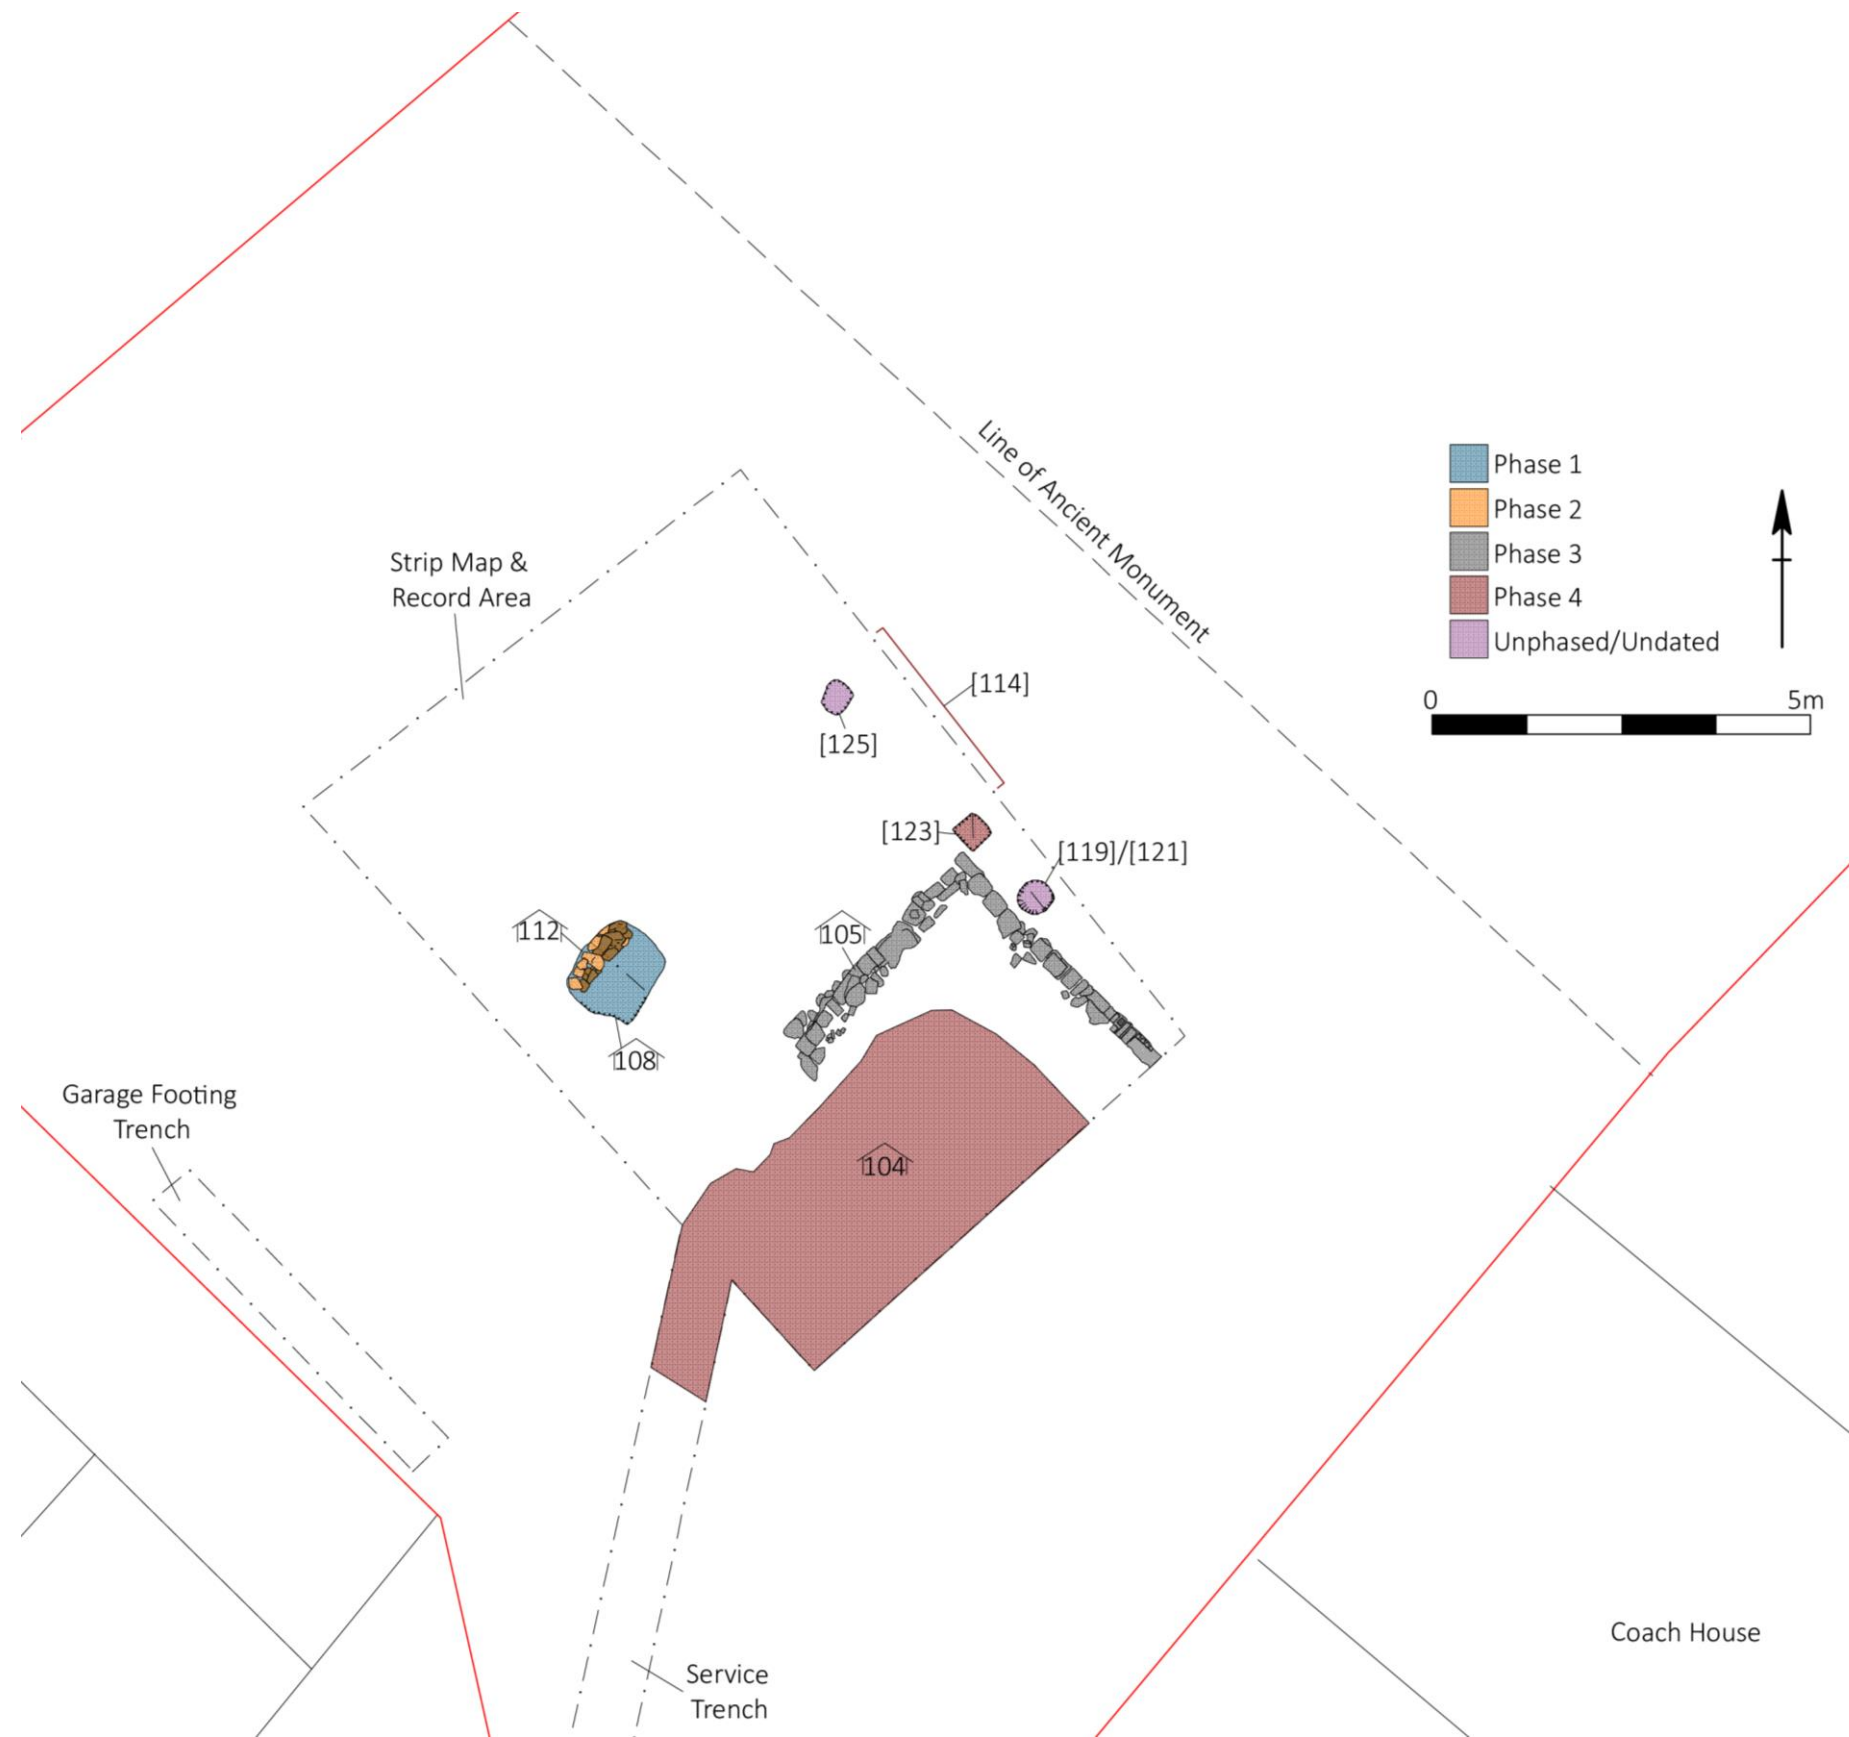 Line of Ancient Monument
Phase 1
Phase 2
Phase 3
Phase 4
Unphased/Undated
0 5m
Strip Map &
Record Area
[114]
[125]
[123]
[119]/[121]
112
105
108
Garage Footing
Trench
104
Coach House
Service
Trench